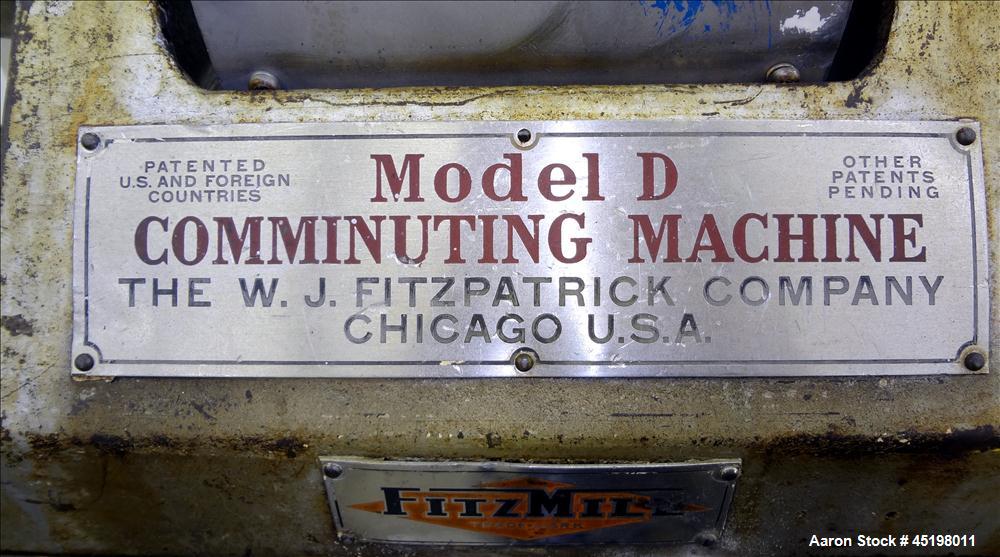 PATENTED
U.S. AND FOREIGN
COUNTRIES
Model D
OTHER
PATENTS
PENDING
COMMINUTING MACHINE
THE W. J. FITZPATRICK COMPANY
CHICAGO U.S.A.
FITZMILL
Aaron Stock # 45198011